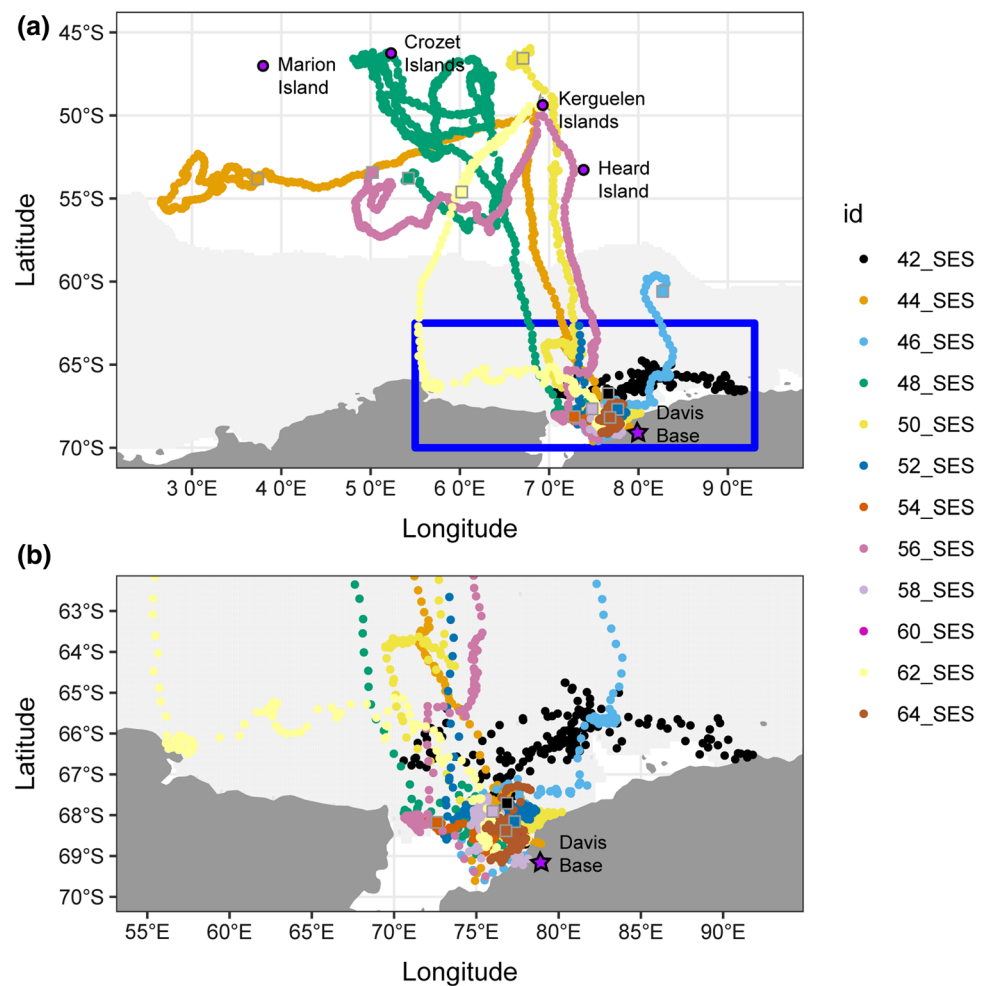 (a)
45°S
50°S
55°S
60°S
65°S
70°S
Latitude
Marion
Island
Crozet
Islands
Kerguelen
Islands
Heard
Island
Davis
Base
3 0°E 4 0°E 5 0°E 6 0°E 7 0°E 8 0°E 9 0°E
Longitude
(b)
63°S
64°S
65°S
66°S
67°S
68°S
69°S
70°S
Latitude
Davis
Base
55°E 60°E 65°E 70°E 75°E 80°E 85°E 90°E
Longitude
id
42_SES
44_SES
46_SES
48_SES
50_SES
52_SES
54_SES
56_SES
58_SES
60_SES
62_SES
64_SES